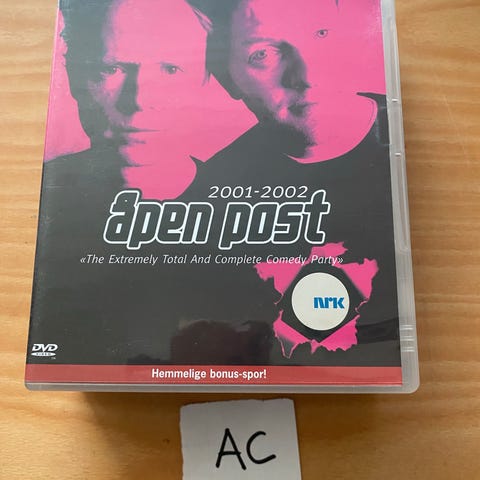 2001-2002
åpen post
«The Extremely Total And Complete Comedy Party»
NRK
DVD
VIDEO
Hemmelige bonus-spor!
AC